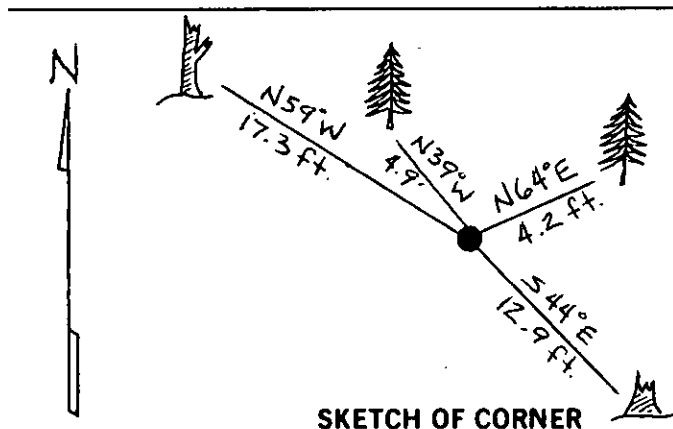 N
N59°W
17.3 ft.
N39°W
4.9'
N64°E
4.2 ft.
S44°E
12.9 ft.
SKETCH OF CORNER